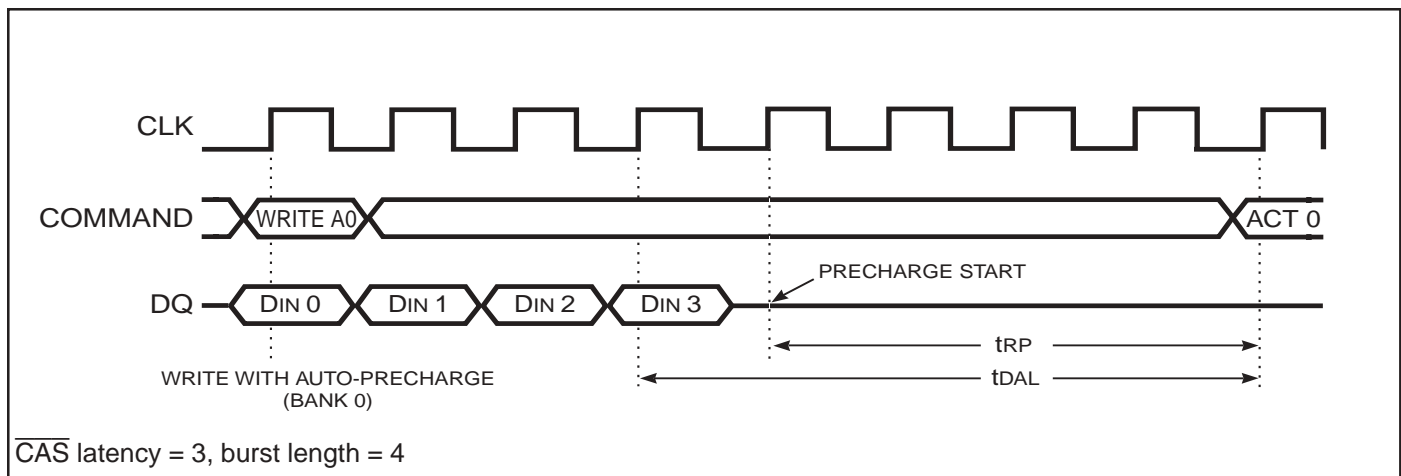 CLK
COMMAND WRITE A0 ACT 0
PRECHARGE START
DQ DIN 0 DIN 1 DIN 2 DIN 3
tRP
WRITE WITH AUTO-PRECHARGE tDAL
(BANK 0)
CAS latency = 3, burst length = 4